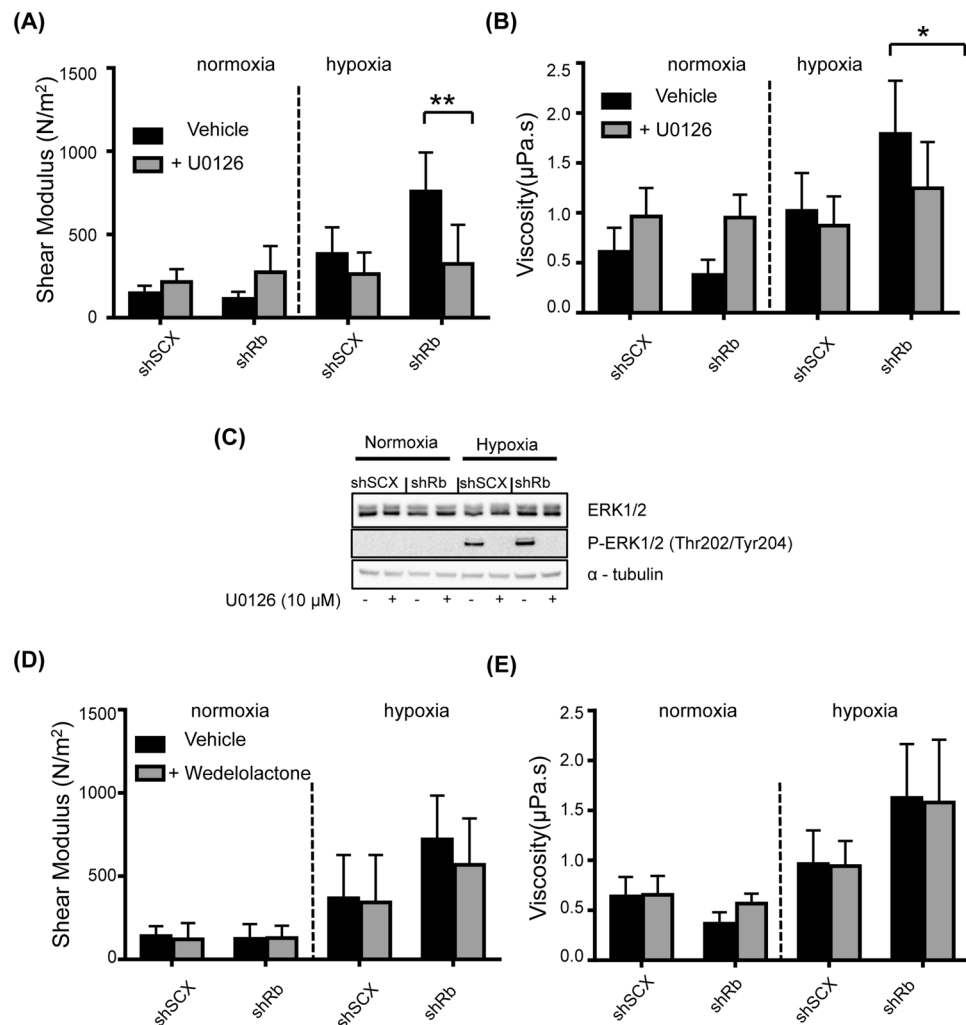 (A)
normoxia hypoxia
Shear Modulus (N/m²)
1500
1000
500
0
Vehicle
+ U0126
**
shSCX shRb shSCX shRb
(B)
normoxia hypoxia
Viscosity(μPa.s)
2.5
2.0
1.5
1.0
0.5
0.0
Vehicle
+ U0126
*
shSCX shRb shSCX shRb
(C)
Normoxia Hypoxia
shSCX shRb shSCX shRb
ERK1/2
P-ERK1/2 (Thr202/Tyr204)
α - tubulin
U0126 (10 μM) - + - + - + - +
(D)
normoxia hypoxia
Shear Modulus (N/m²)
1500
1000
500
0
Vehicle
+ Wedelolactone
shSCX shRb shSCX shRb
(E)
normoxia hypoxia
Viscosity(μPa.s)
2.5
2.0
1.5
1.0
0.5
0.0
shSCX shRb shSCX shRb